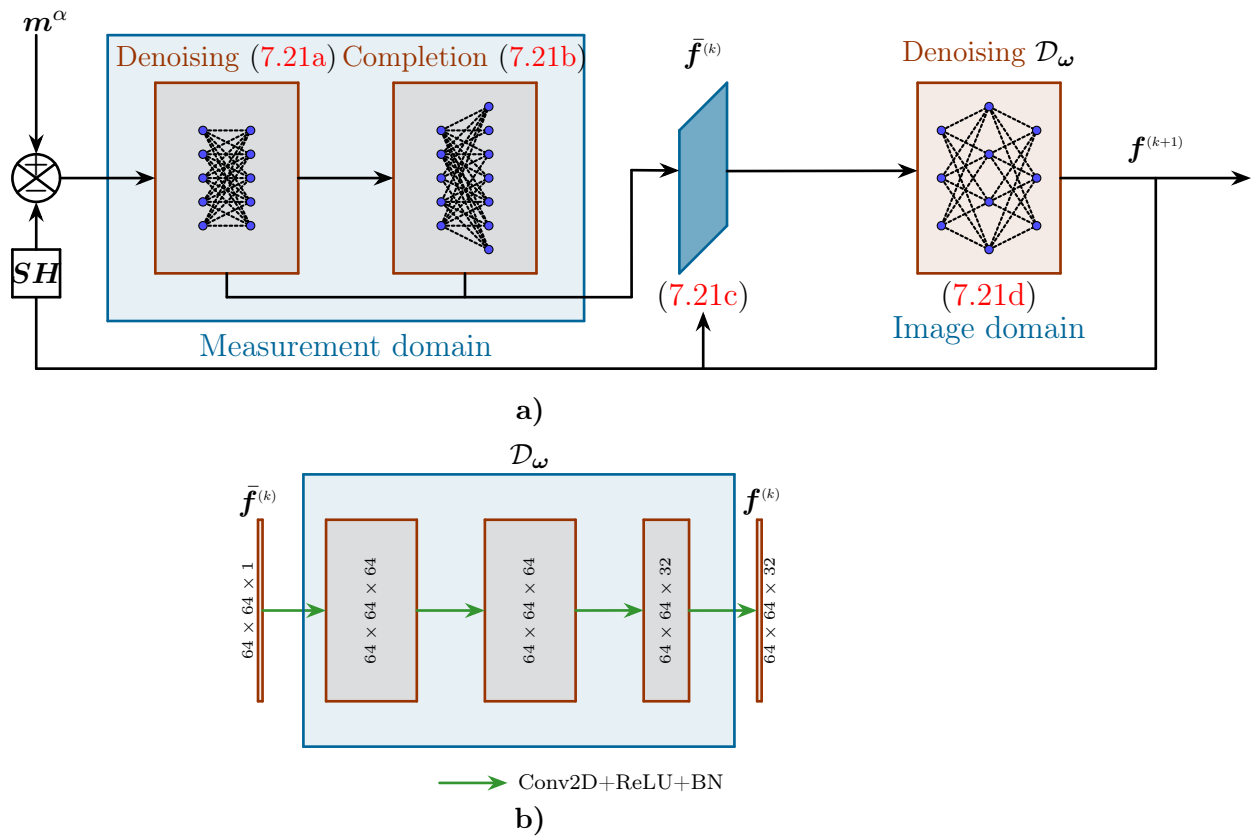 m^α
Denoising (7.21a) Completion (7.21b)
f̄^(k)
Denoising 𝒟_ω
f^(k+1)
+
−
SH
(7.21c)
(7.21d)
Measurement domain
Image domain
a)
𝒟_ω
f̄^(k)
f^(k)
64 × 64 × 1
64 × 64 × 64
64 × 64 × 64
64 × 64 × 32
64 × 64 × 32
Conv2D+ReLU+BN
b)